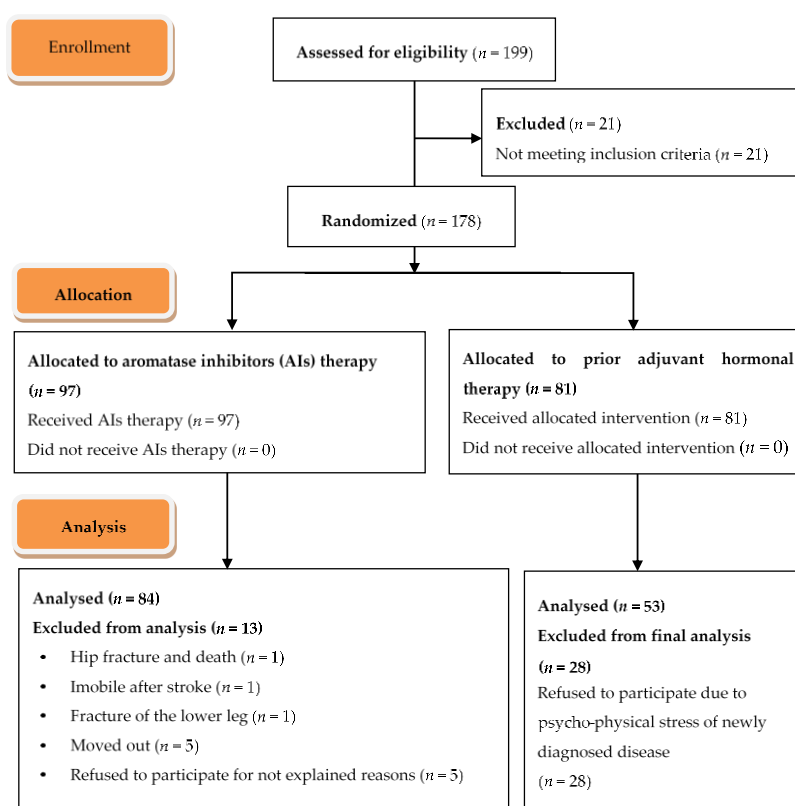 Enrollment
Assessed for eligibility (n = 199)
Excluded (n = 21)
Not meeting inclusion criteria (n = 21)
Randomized (n = 178)
Allocation
Allocated to aromatase inhibitors (AIs) therapy
(n = 97)
Received AIs therapy (n = 97)
Did not receive AIs therapy (n = 0)
Allocated to prior adjuvant hormonal
therapy (n = 81)
Received allocated intervention (n = 81)
Did not receive allocated intervention (n = 0)
Analysis
Analysed (n = 84)
Excluded from analysis (n = 13)
• Hip fracture and death (n = 1)
• Imobile after stroke (n = 1)
• Fracture of the lower leg (n = 1)
• Moved out (n = 5)
• Refused to participate for not explained reasons (n = 5)
Analysed (n = 53)
Excluded from final analysis
(n = 28)
Refused to participate due to
psycho-physical stress of newly
diagnosed disease
(n = 28)